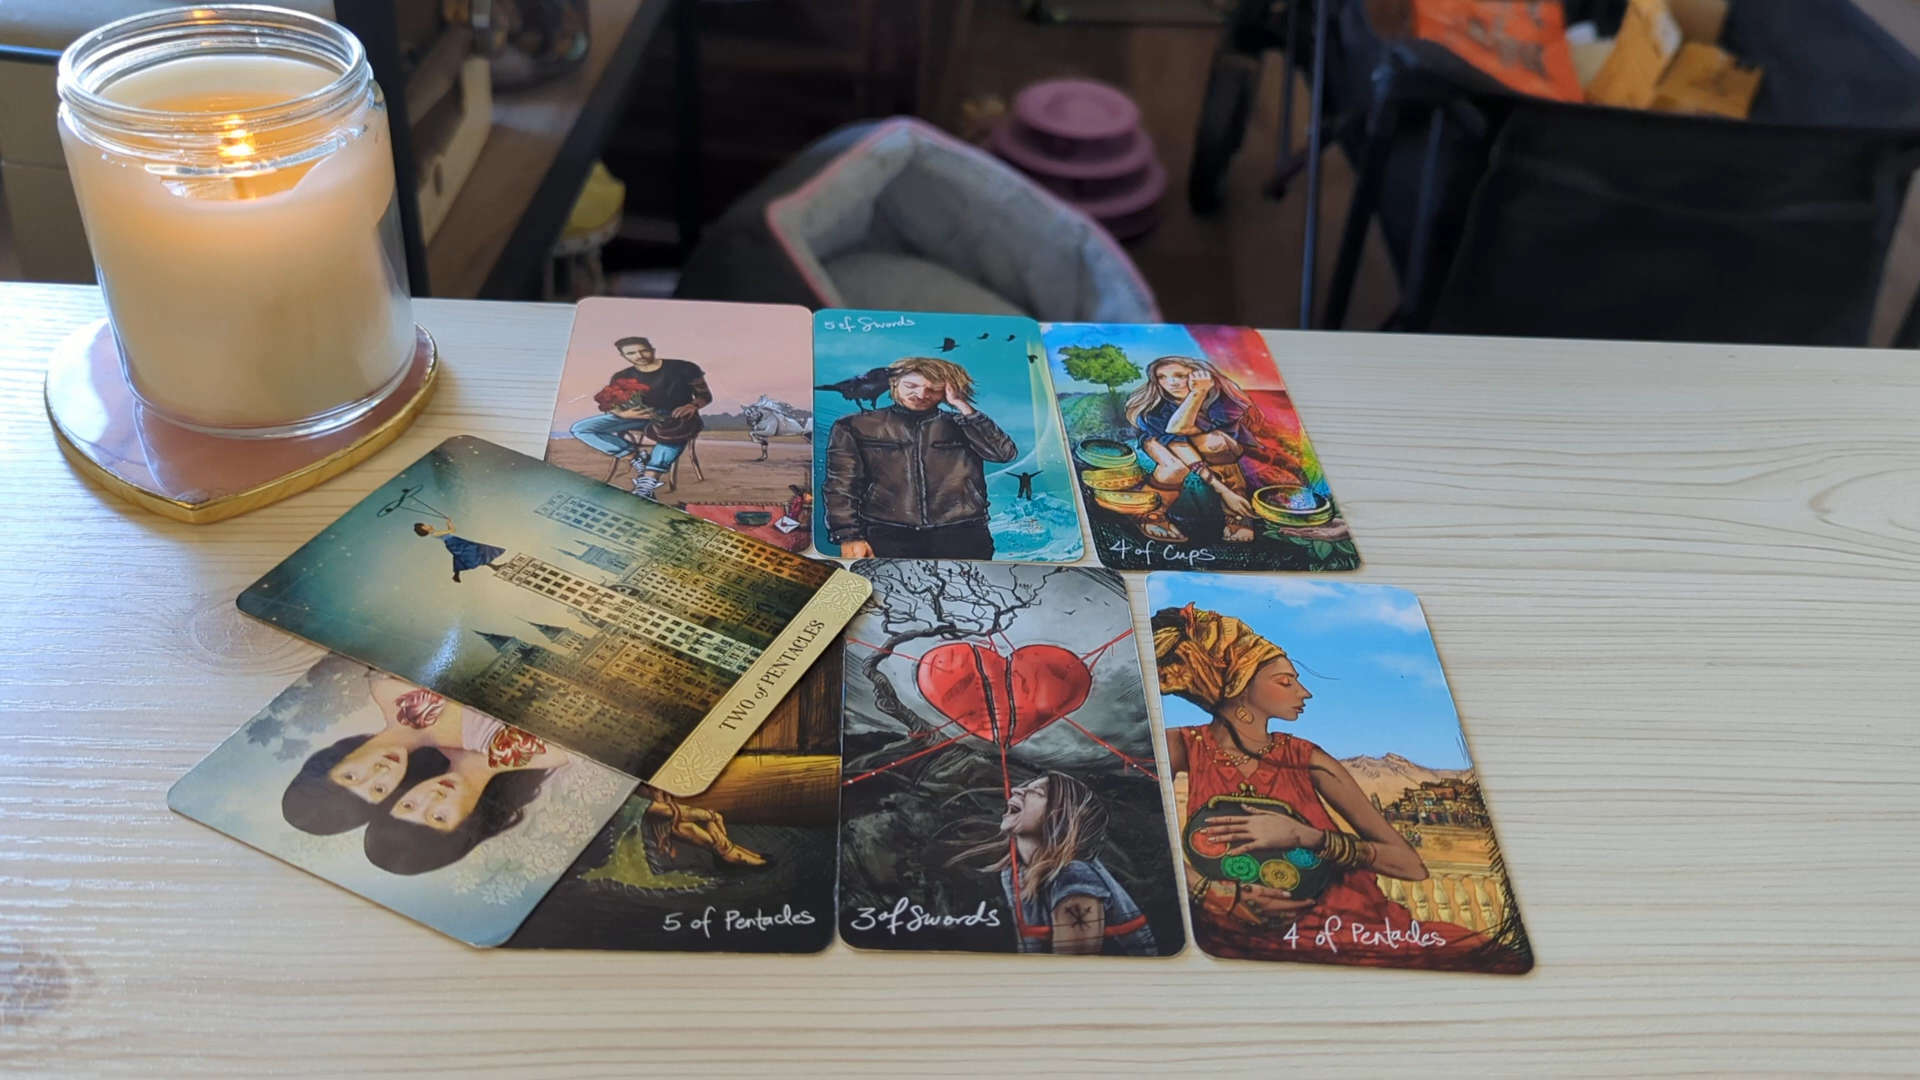 5 of Swords
4 of Cups
TWO of PENTACLES
5 of Pentacles
3 of Swords
4 of Pentacles